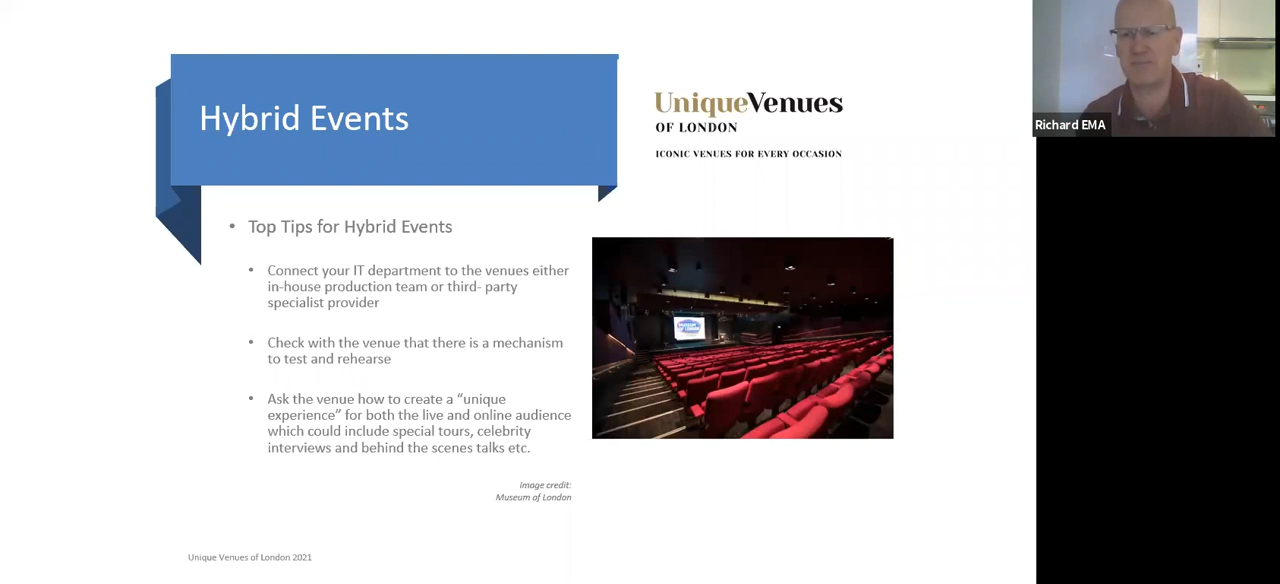 Hybrid Events
UniqueVenues
OF LONDON
ICONIC VENUES FOR EVERY OCCASION
Richard EMA
• Top Tips for Hybrid Events
• Connect your IT department to the venues either
in-house production team or third- party
specialist provider
• Check with the venue that there is a mechanism
to test and rehearse
• Ask the venue how to create a “unique
experience” for both the live and online audience
which could include special tours, celebrity
interviews and behind the scenes talks etc.
MUSEUM
OF LONDON
Image credit:
Museum of London
Unique Venues of London 2021